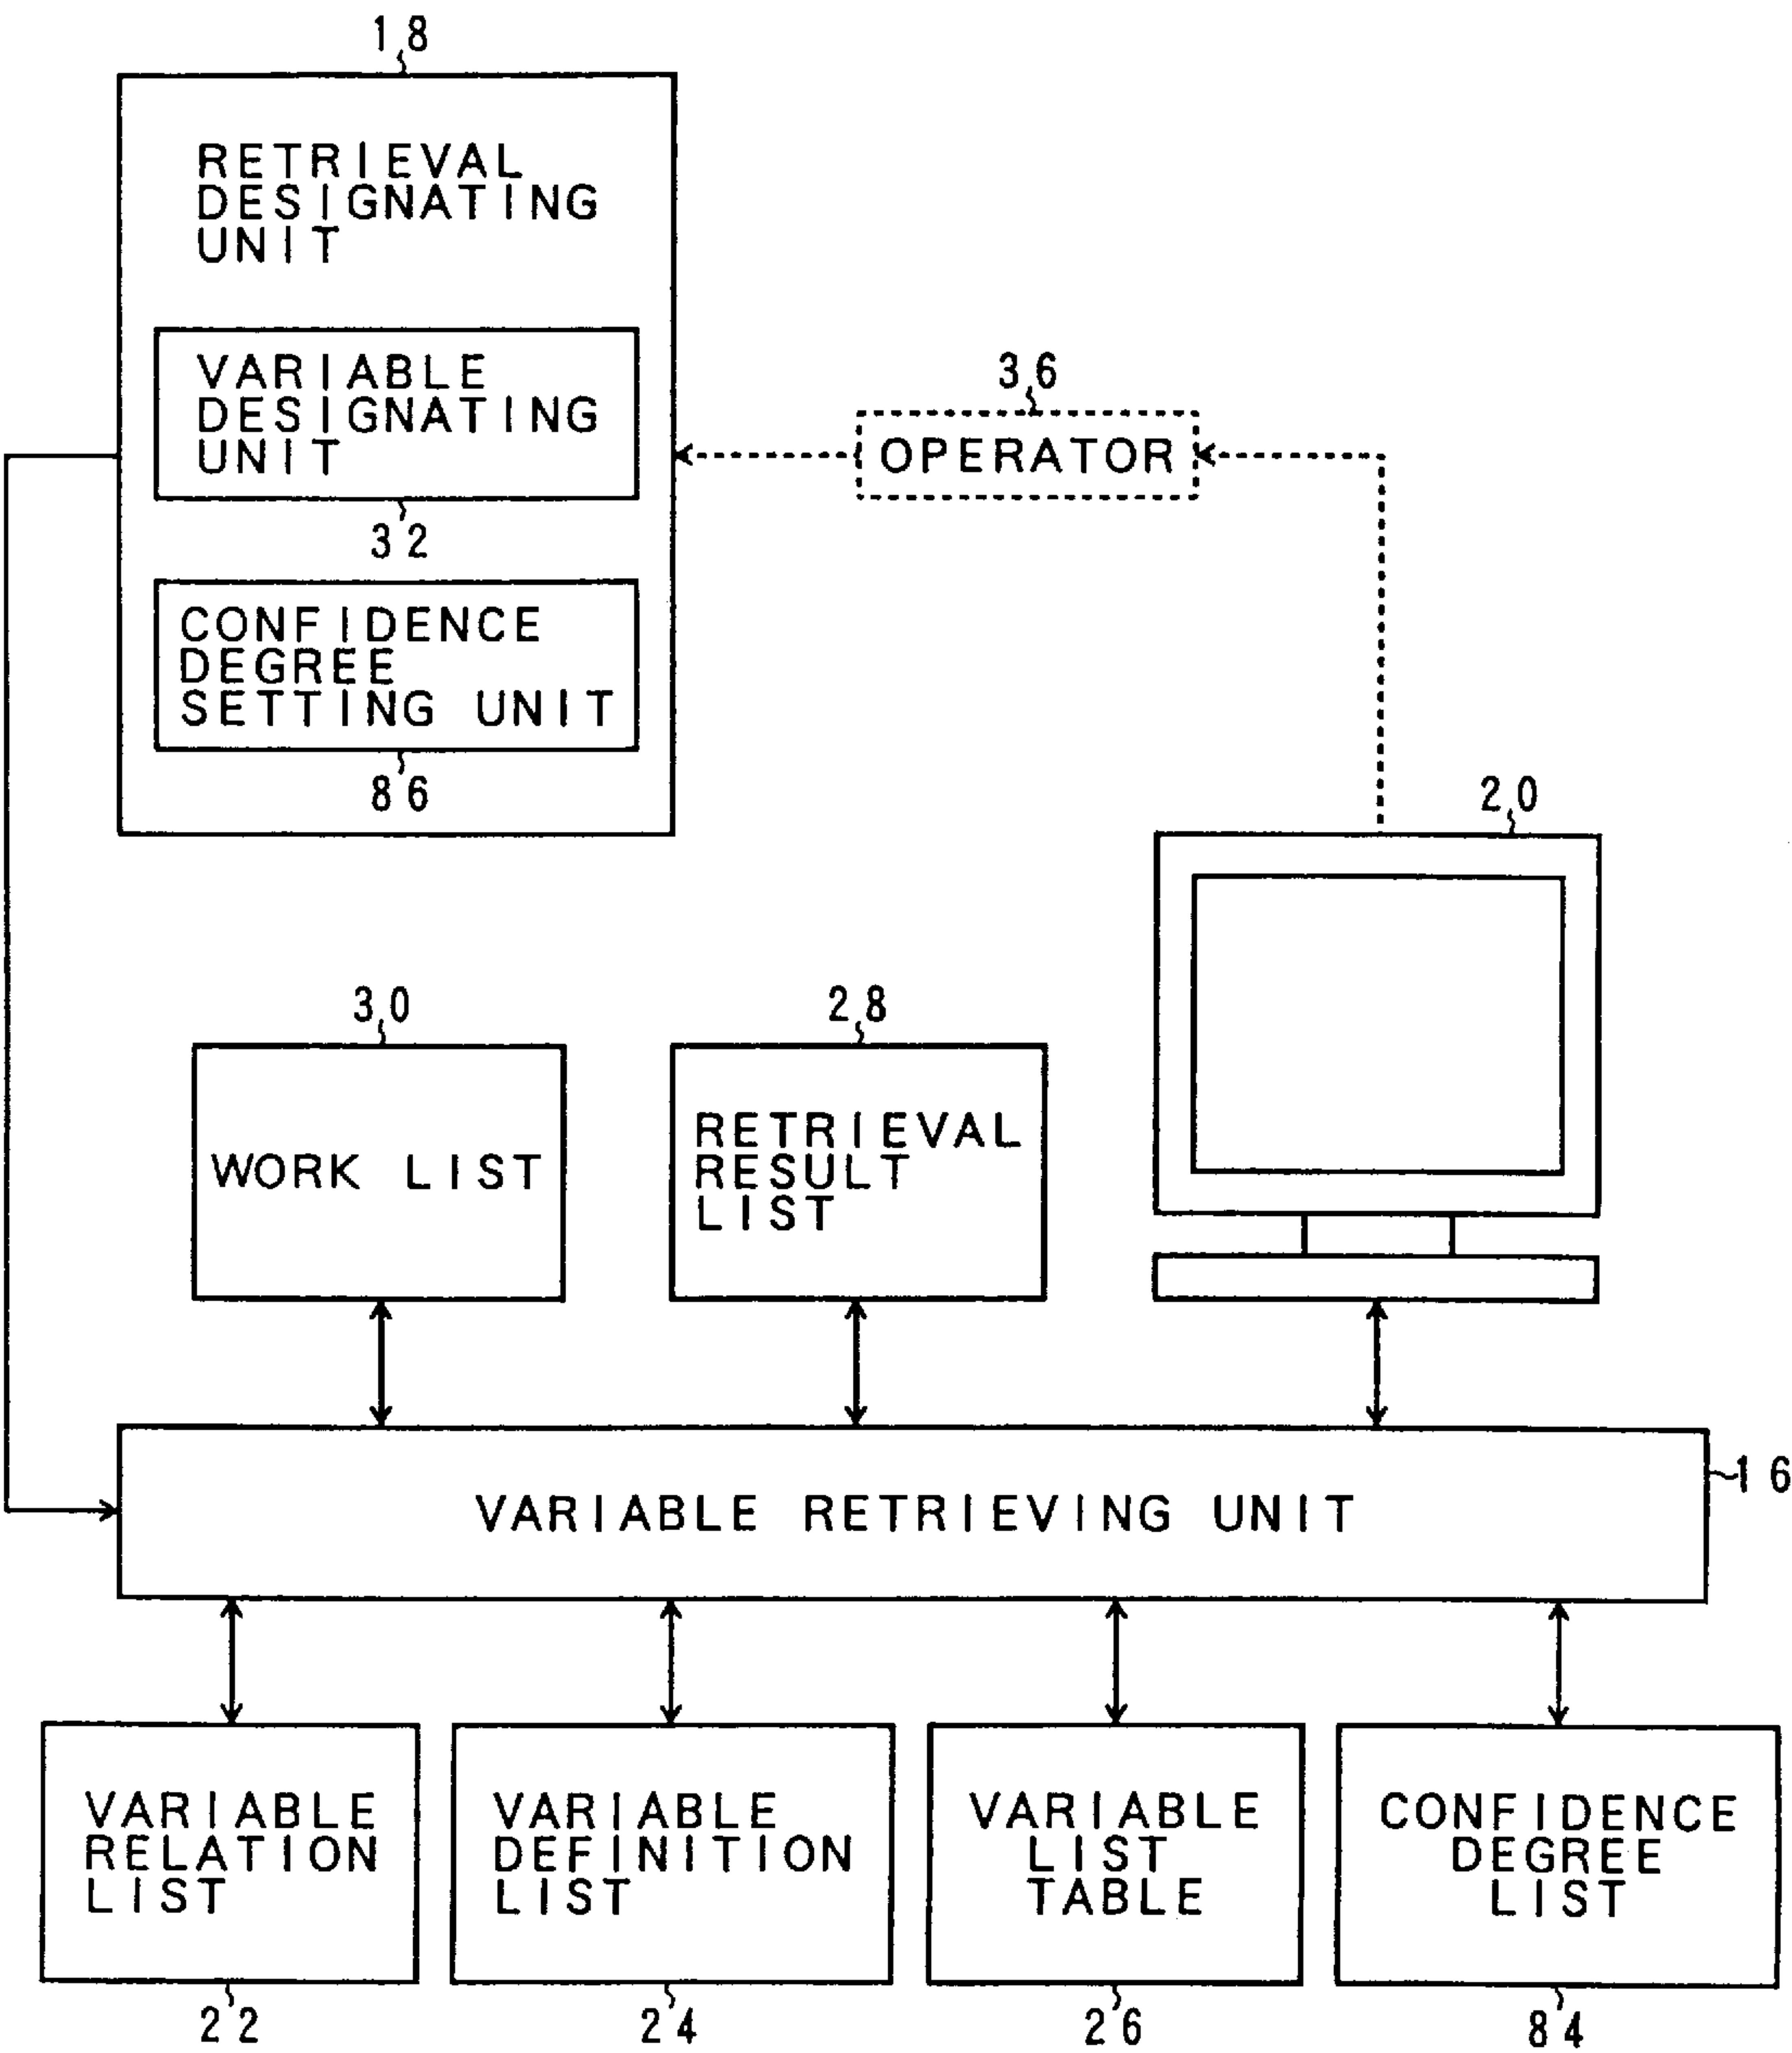 18
RETRIEVAL
DESIGNATING
UNIT
VARIABLE
DESIGNATING
UNIT
32
CONFIDENCE
DEGREE
SETTING UNIT
86
36
OPERATOR
20
30
WORK LIST
28
RETRIEVAL
RESULT
LIST
16
VARIABLE RETRIEVING UNIT
VARIABLE
RELATION
LIST
22
VARIABLE
DEFINITION
LIST
24
VARIABLE
LIST
TABLE
26
CONFIDENCE
DEGREE
LIST
84